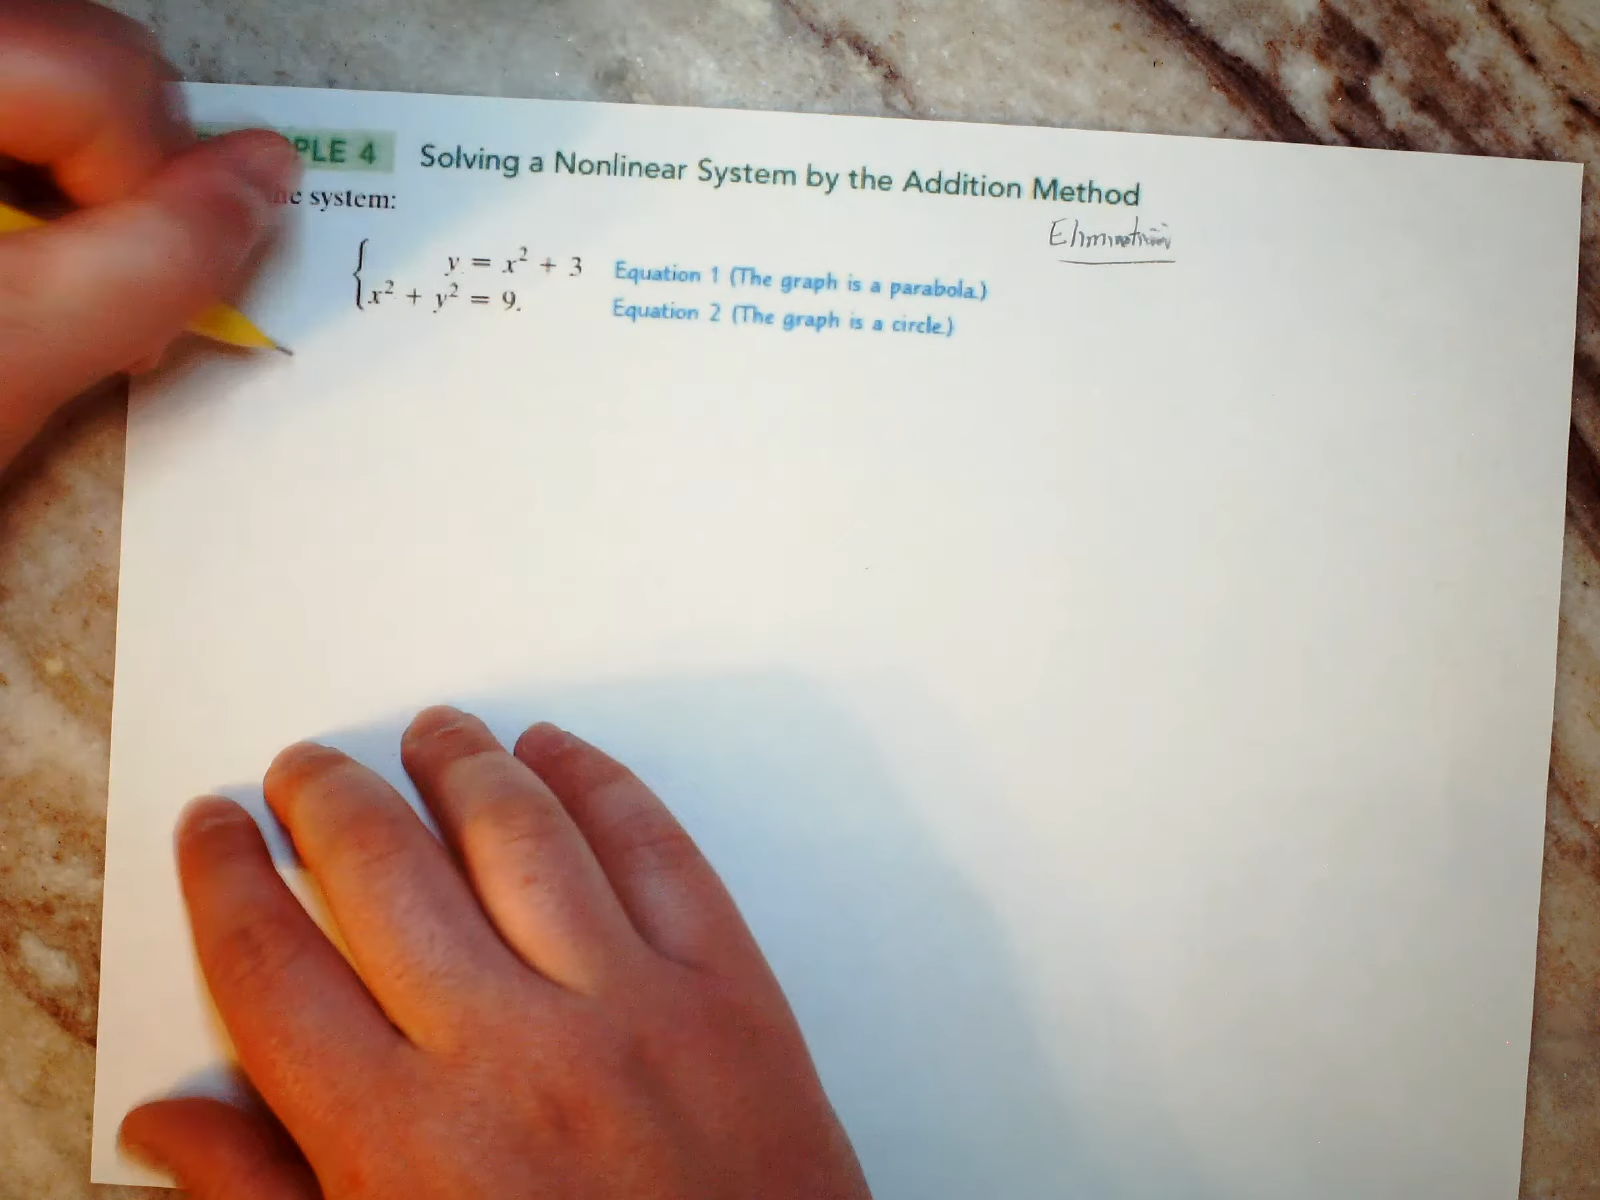 PLE 4 Solving a Nonlinear System by the Addition Method
system:
Elimination
y = x² + 3 Equation 1 (The graph is a parabola.)
x² + y² = 9. Equation 2 (The graph is a circle.)